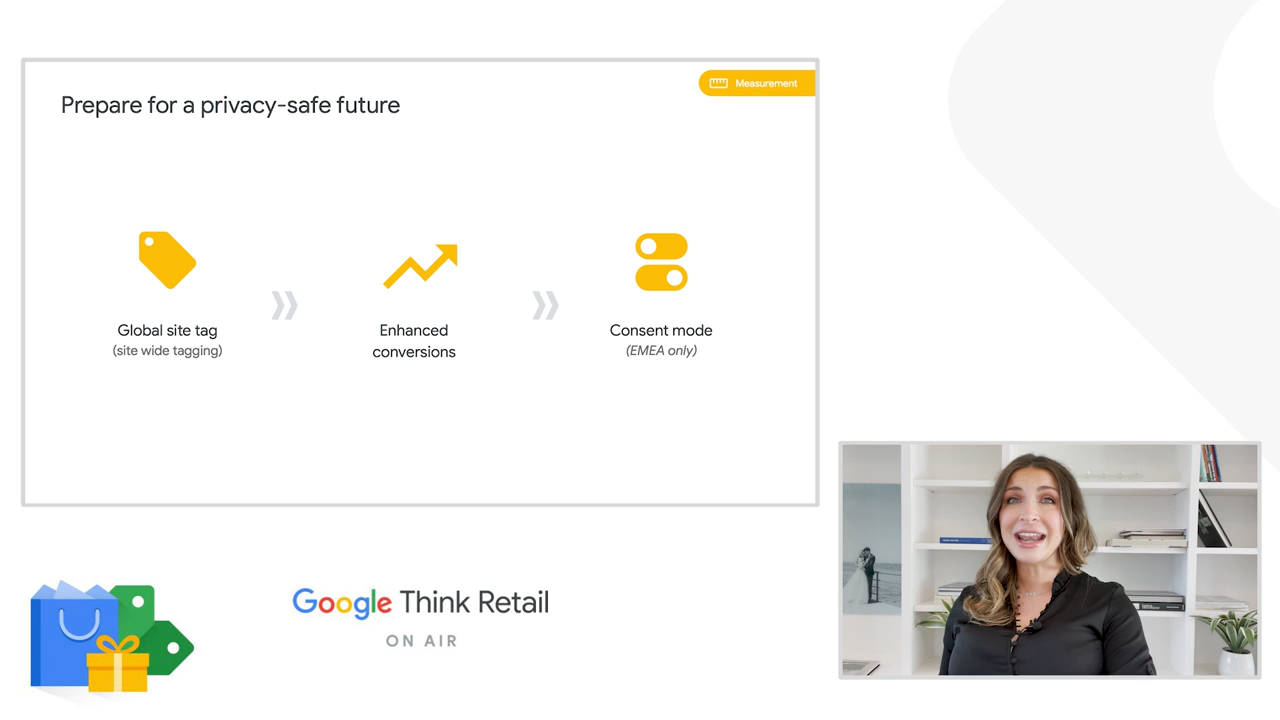 Measurement
Prepare for a privacy-safe future
Global site tag
(site wide tagging)
Enhanced
conversions
Consent mode
(EMEA only)
Google Think Retail
ON AIR